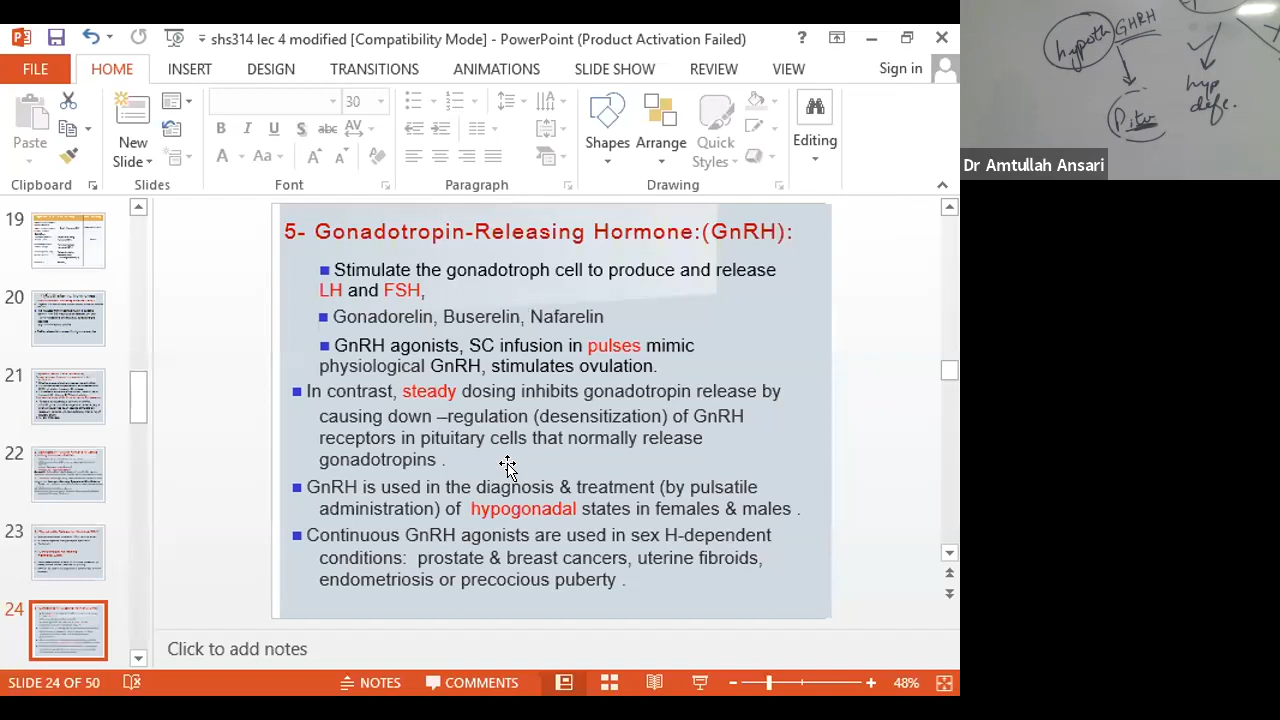 shs314 lec 4 modified [Compatibility Mode] - PowerPoint (Product Activation Failed)
FILE HOME INSERT DESIGN TRANSITIONS ANIMATIONS SLIDE SHOW REVIEW VIEW Sign in
30
Paste New Slide Shapes Arrange Quick Styles Editing
Clipboard Slides Font Paragraph Drawing
hypoth GHRH
Pitu
hyp
defc.
Dr Amtullah Ansari
19
20
21
22
23
24
5- Gonadotropin-Releasing Hormone:(GnRH):
Stimulate the gonadotroph cell to produce and release
LH and FSH,
Gonadorelin, Buserelin, Nafarelin
GnRH agonists, SC infusion in pulses mimic
physiological GnRH, stimulates ovulation.
In contrast, steady dosing inhibits gonadotropin release by
causing down –regulation (desensitization) of GnRH
receptors in pituitary cells that normally release
gonadotropins .
GnRH is used in the diagnosis & treatment (by pulsatile
administration) of hypogonadal states in females & males .
Continuous GnRH agonists are used in sex H-dependent
conditions: prostate & breast cancers, uterine fibroids,
endometriosis or precocious puberty .
Click to add notes
SLIDE 24 OF 50 NOTES COMMENTS 48%